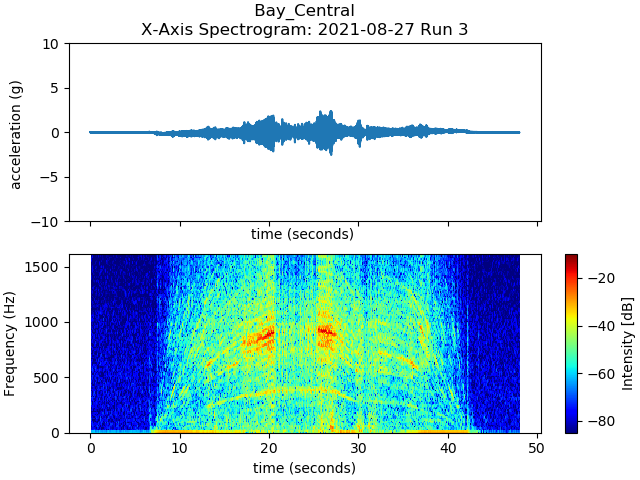 Bay_Central
X-Axis Spectrogram: 2021-08-27 Run 3
acceleration (g)
10
5
0
−5
−10
time (seconds)
Frequency (Hz)
1500
1000
500
0
0
10
20
30
40
50
time (seconds)
−20
−40
−60
−80
Intensity [dB]